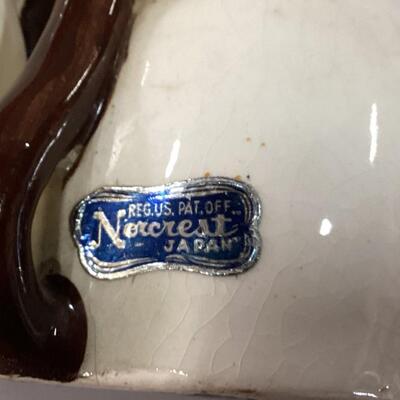 REG. U.S. PAT. OFF.
Norcrest
JAPAN